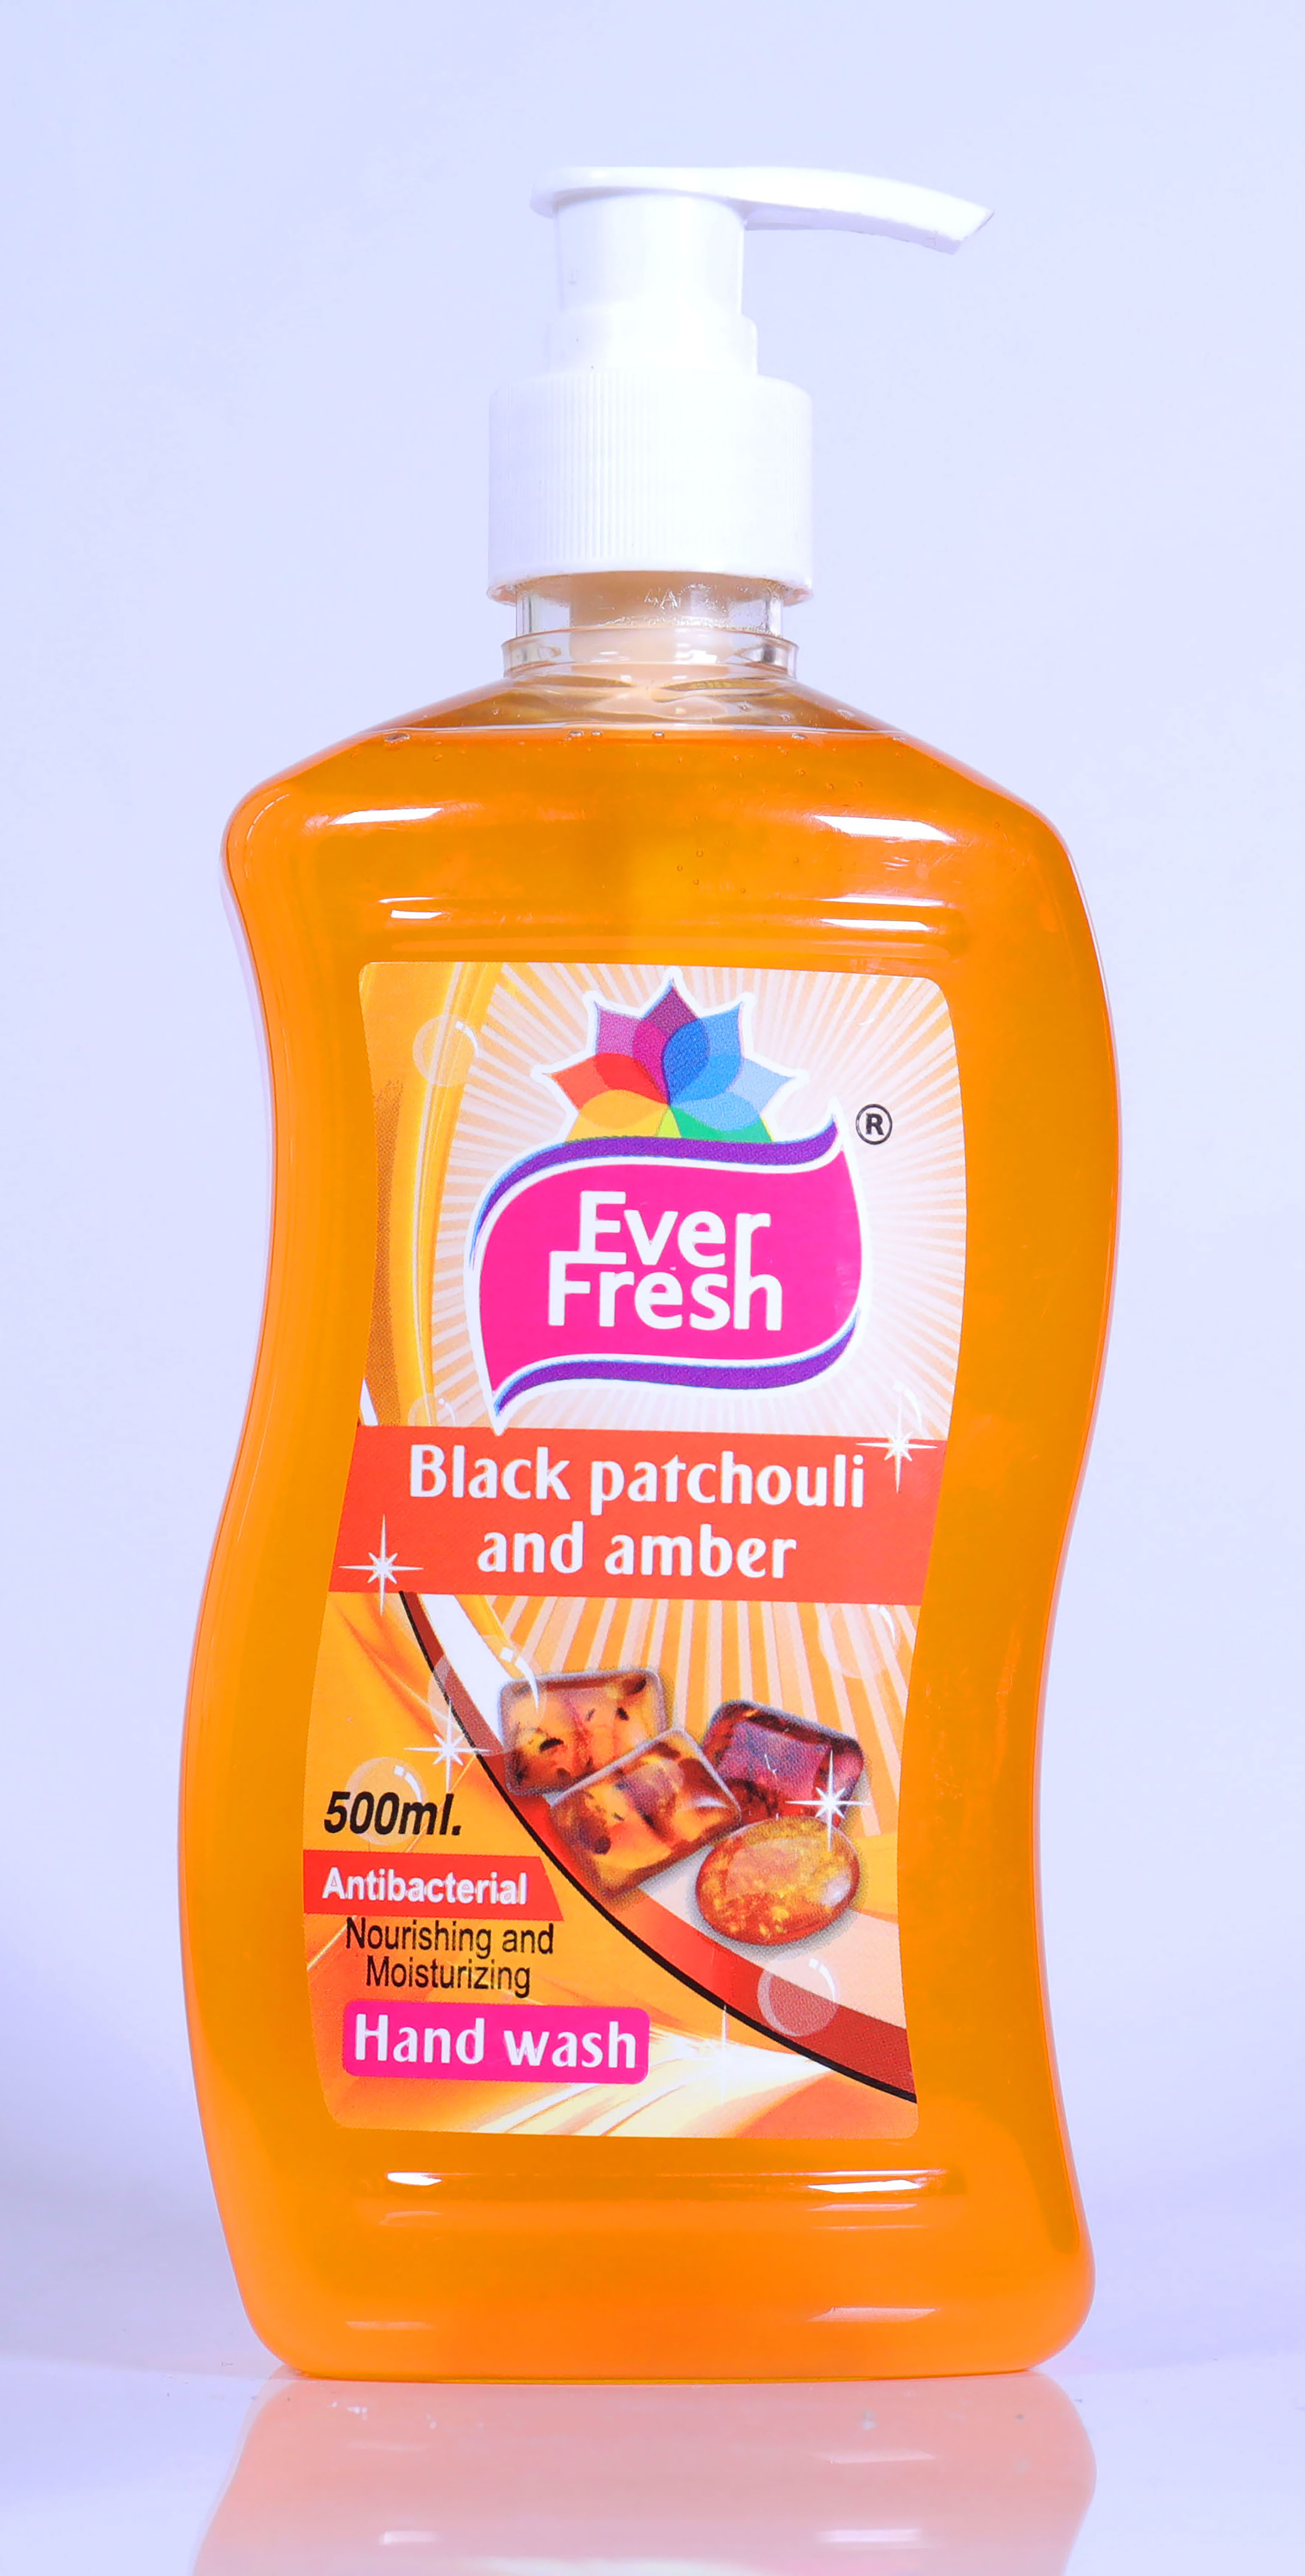 ®
Ever
Fresh
Black patchouli
and amber
500ml.
Antibacterial
Nourishing and
Moisturizing
Hand wash